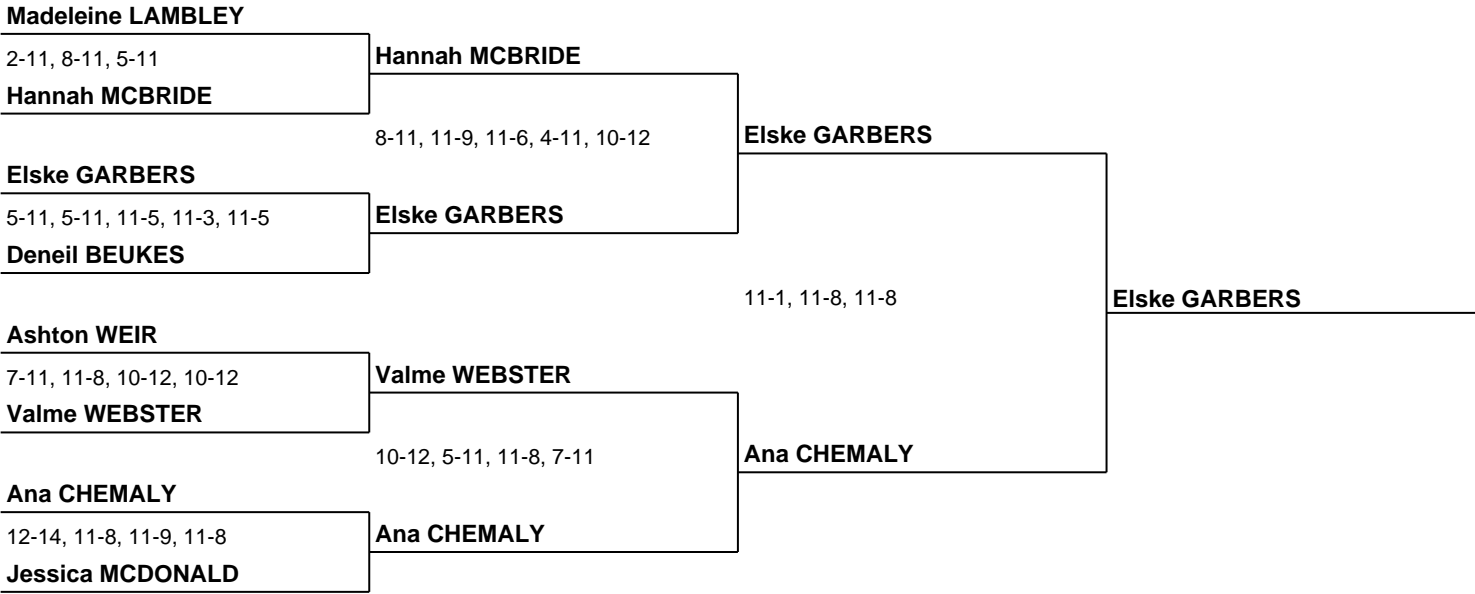 Madeleine LAMBLEY
2-11, 8-11, 5-11
Hannah MCBRIDE
Hannah MCBRIDE
8-11, 11-9, 11-6, 4-11, 10-12
Elske GARBERS
Elske GARBERS
5-11, 5-11, 11-5, 11-3, 11-5
Deneil BEUKES
Elske GARBERS
11-1, 11-8, 11-8
Elske GARBERS
Ashton WEIR
7-11, 11-8, 10-12, 10-12
Valme WEBSTER
Valme WEBSTER
10-12, 5-11, 11-8, 7-11
Ana CHEMALY
Ana CHEMALY
12-14, 11-8, 11-9, 11-8
Jessica MCDONALD
Ana CHEMALY